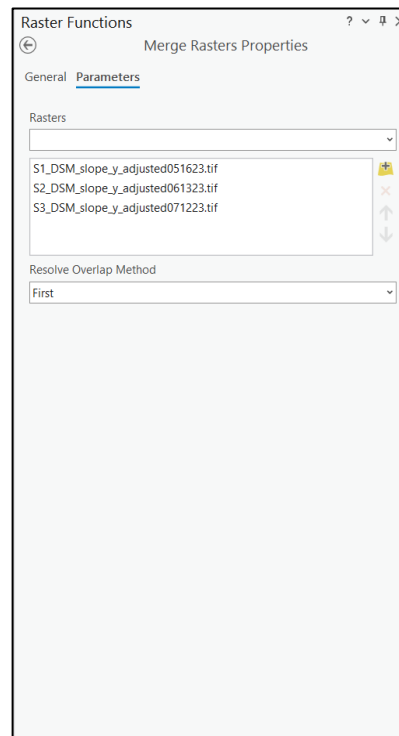 Raster Functions
?
Merge Rasters Properties
General Parameters
Rasters
S1_DSM_slope_y_adjusted051623.tif
S2_DSM_slope_y_adjusted061323.tif
S3_DSM_slope_y_adjusted071223.tif
Resolve Overlap Method
First